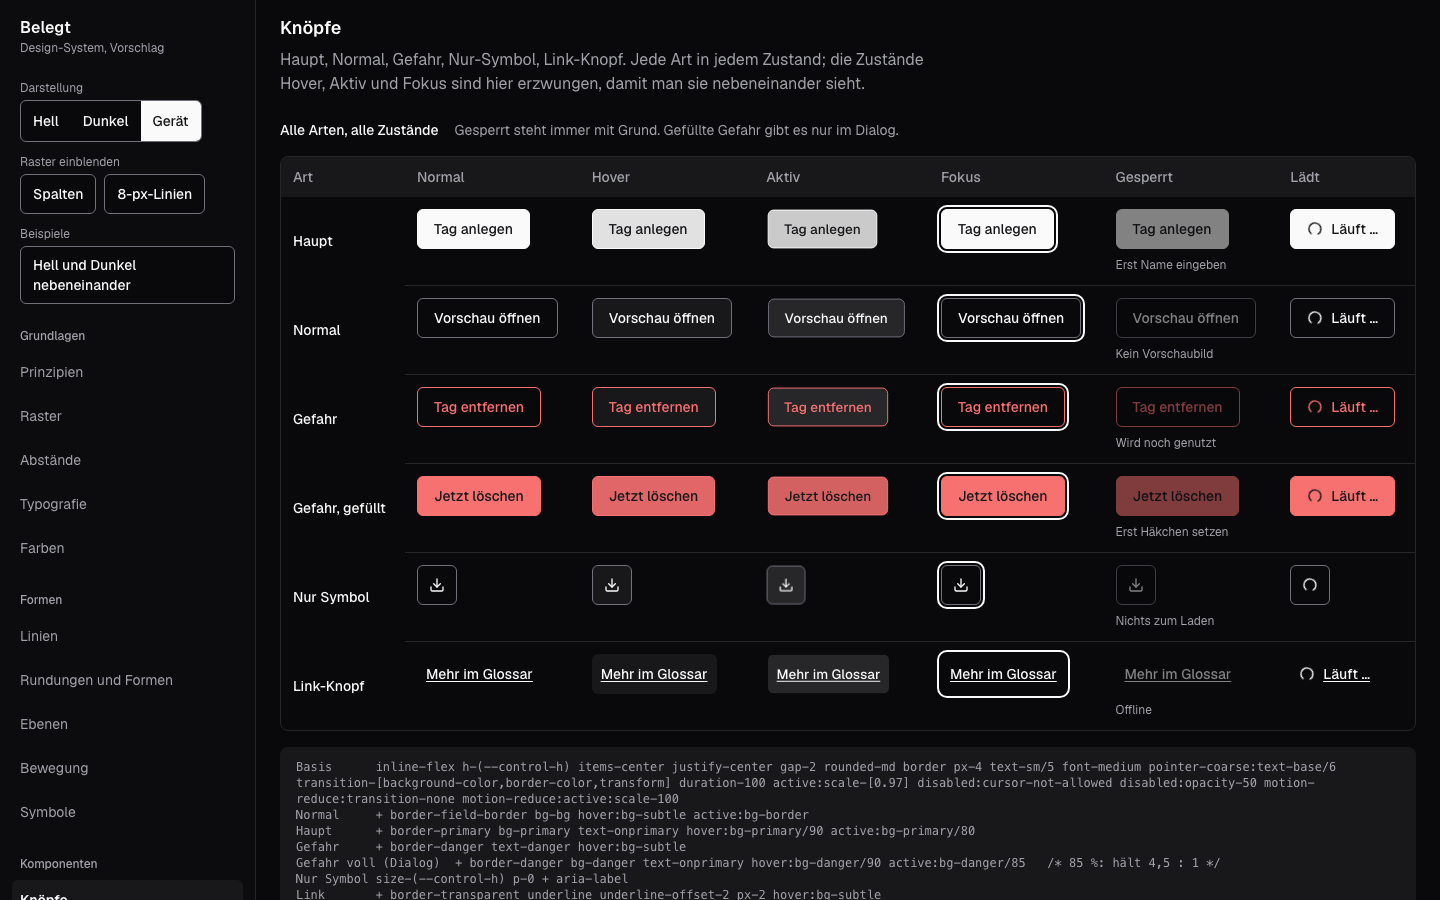 Belegt
Design-System, Vorschlag
Darstellung
Hell Dunkel Gerät
Raster einblenden
Spalten 8-px-Linien
Beispiele
Hell und Dunkel
nebeneinander
Grundlagen
Prinzipien
Raster
Abstände
Typografie
Farben
Formen
Linien
Rundungen und Formen
Ebenen
Bewegung
Symbole
Komponenten
Knöpfe
Knöpfe
Haupt, Normal, Gefahr, Nur-Symbol, Link-Knopf. Jede Art in jedem Zustand; die Zustände
Hover, Aktiv und Fokus sind hier erzwungen, damit man sie nebeneinander sieht.
Alle Arten, alle Zustände Gesperrt steht immer mit Grund. Gefüllte Gefahr gibt es nur im Dialog.
Art Normal Hover Aktiv Fokus Gesperrt Lädt
Haupt Tag anlegen Tag anlegen Tag anlegen Tag anlegen Tag anlegen Läuft …
Erst Name eingeben
Normal Vorschau öffnen Vorschau öffnen Vorschau öffnen Vorschau öffnen Vorschau öffnen Läuft …
Kein Vorschaubild
Gefahr Tag entfernen Tag entfernen Tag entfernen Tag entfernen Tag entfernen Läuft …
Wird noch genutzt
Gefahr, gefüllt Jetzt löschen Jetzt löschen Jetzt löschen Jetzt löschen Jetzt löschen Läuft …
Erst Häkchen setzen
Nur Symbol
Nichts zum Laden
Link-Knopf Mehr im Glossar Mehr im Glossar Mehr im Glossar Mehr im Glossar Mehr im Glossar Läuft …
Offline
Basis inline-flex h-(--control-h) items-center justify-center gap-2 rounded-md border px-4 text-sm/5 font-medium pointer-coarse:text-base/6
transition-[background-color,border-color,transform] duration-100 active:scale-[0.97] disabled:cursor-not-allowed disabled:opacity-50 motion-
reduce:transition-none motion-reduce:active:scale-100
Normal + border-field-border bg-bg hover:bg-subtle active:bg-border
Haupt + border-primary bg-primary text-onprimary hover:bg-primary/90 active:bg-primary/80
Gefahr + border-danger text-danger hover:bg-subtle
Gefahr voll (Dialog) + border-danger bg-danger text-onprimary hover:bg-danger/90 active:bg-danger/85 /* 85 %: hält 4,5 : 1 */
Nur Symbol size-(--control-h) p-0 + aria-label
Link + border-transparent underline underline-offset-2 px-2 hover:bg-subtle